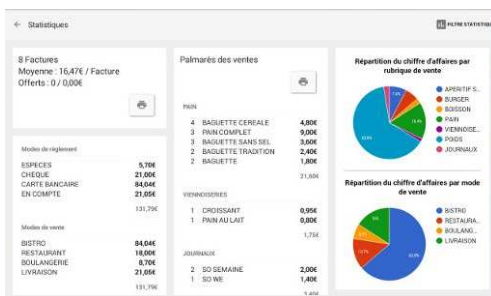 ← Statistiques
FILTRE STATISTIQU
8 Factures
Moyenne : 16,47€ / Facture
Offerts : 0 / 0,00€
Modes de règlement
ESPECES 5,70€
CHEQUE 21,00€
CARTE BANCAIRE 84,04€
EN COMPTE 21,05€
131,79€
Modes de vente
BISTRO 84,04€
RESTAURANT 18,00€
BOULANGERIE 8,70€
LIVRAISON 21,05€
131,79€
Palmarès des ventes
PAIN
4 BAGUETTE CEREALE 4,80€
3 PAIN COMPLET 9,00€
3 BAGUETTE SANS SEL 3,60€
2 BAGUETTE TRADITION 2,40€
2 BAGUETTE 1,80€
21,60€
VIENNOISERIES
1 CROISSANT 0,95€
1 PAIN AU LAIT 0,80€
1,75€
JOURNAUX
2 SO SEMAINE 2,00€
1 SO WE 1,40€
3,40€
Répartition du chiffre d'affaires par
rubrique de vente
APERITIF S...
BURGER
BOISSON
PAIN
VIENNOISE...
POIDS
JOURNAUX
Répartition du chiffre d'affaires par mode
de vente
BISTRO
RESTAURA...
BOULANG...
LIVRAISON